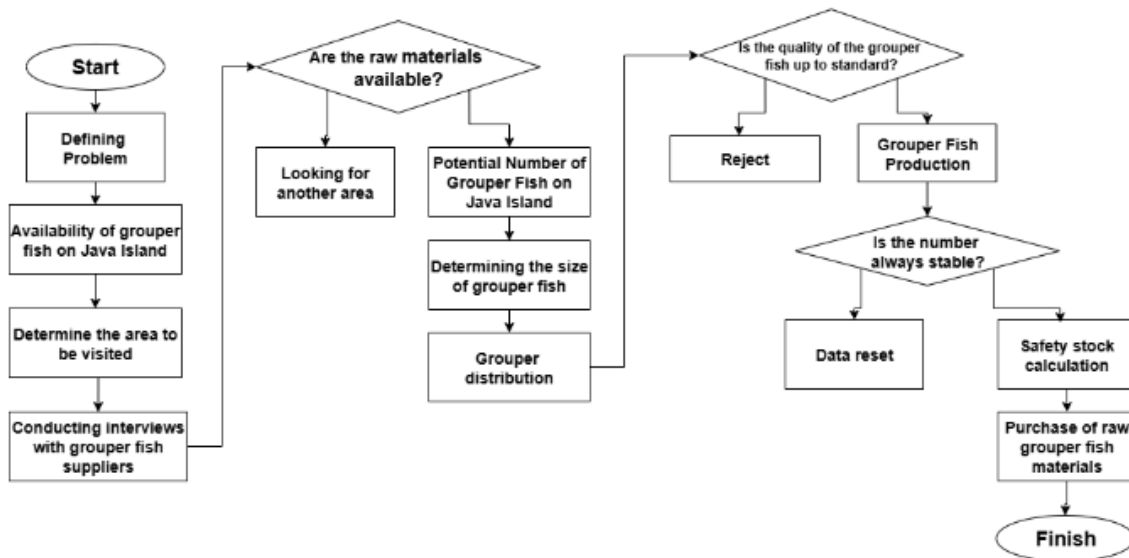 Start
Defining
Problem
Availability of grouper
fish on Java Island
Determine the area to
be visited
Conducting interviews
with grouper fish
suppliers
Are the raw materials
available?
Looking for
another area
Potential Number of
Grouper Fish on
Java Island
Determining the size
of grouper fish
Grouper
distribution
Is the quality of the grouper
fish up to standard?
Reject
Grouper Fish
Production
Is the number
always stable?
Data reset
Safety stock
calculation
Purchase of raw
grouper fish
materials
Finish